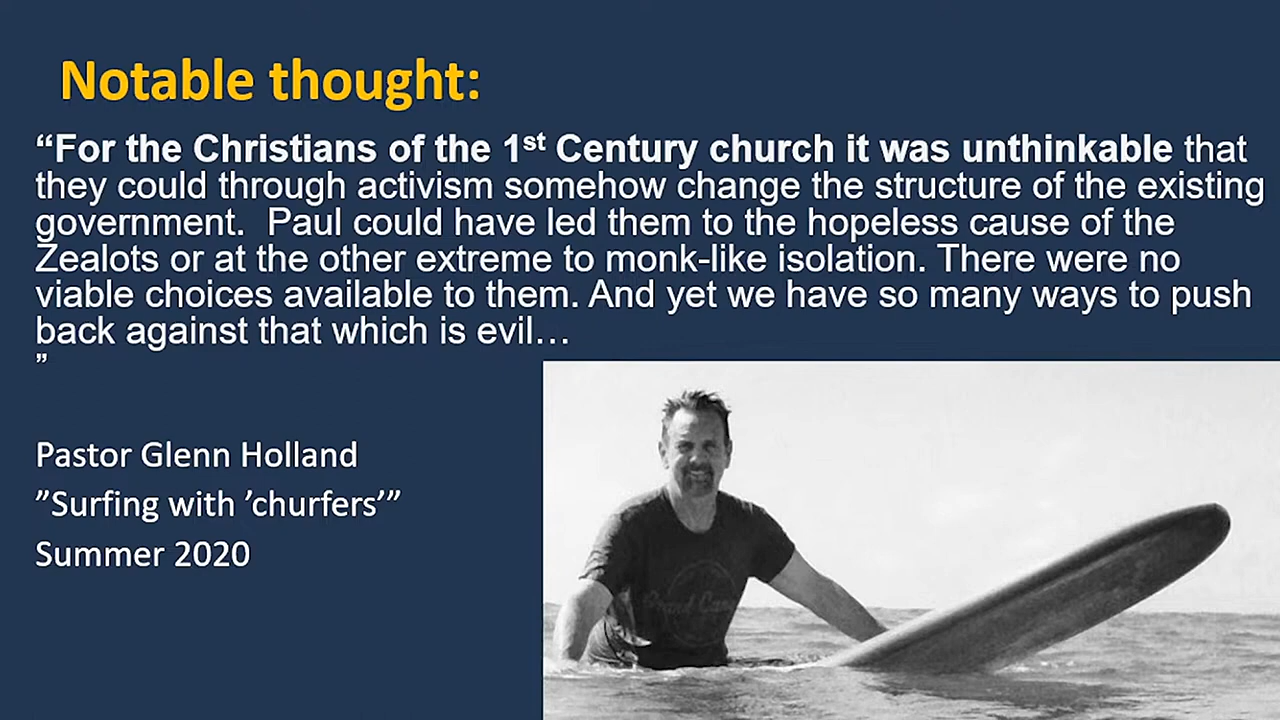 Notable thought:
“For the Christians of the 1st Century church it was unthinkable that
they could through activism somehow change the structure of the existing
government.  Paul could have led them to the hopeless cause of the
Zealots or at the other extreme to monk-like isolation. There were no
viable choices available to them. And yet we have so many ways to push
back against that which is evil…
”
Pastor Glenn Holland
”Surfing with ’churfers’”
Summer 2020